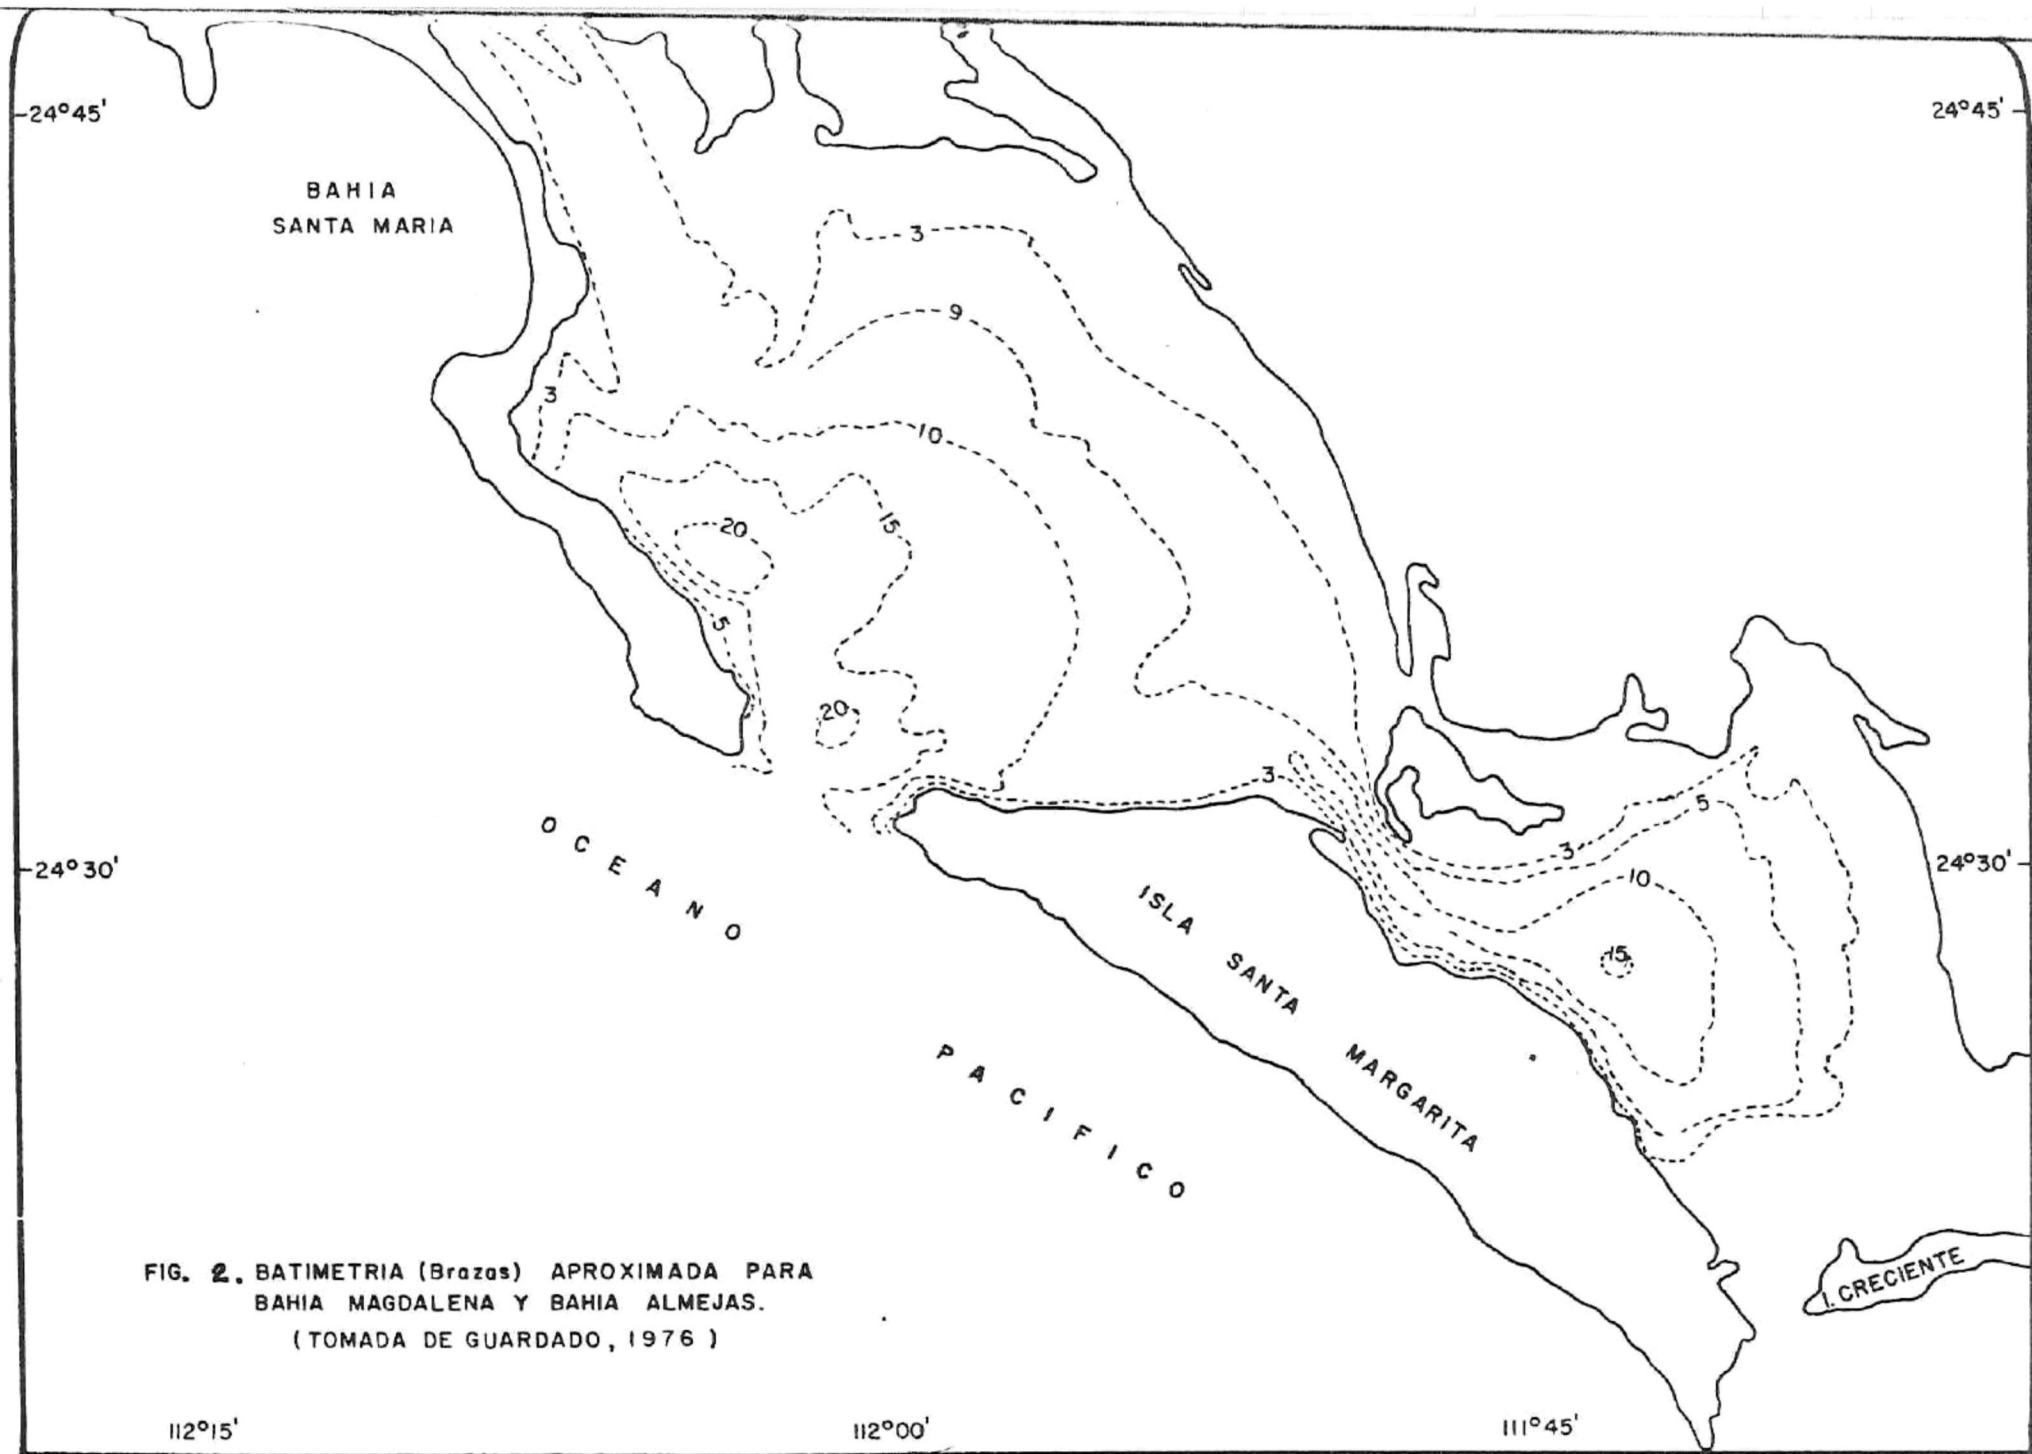 24°45'
24°45'
BAHIA
SANTA MARIA
3
9
3
10
15
20
5
20
3
5
3
10
15
24°30'
24°30'
OCEANO
PACIFICO
ISLA SANTA MARGARITA
I. CRECIENTE
FIG. 2. BATIMETRIA (Brazas) APROXIMADA PARA
BAHIA MAGDALENA Y BAHIA ALMEJAS.
(TOMADA DE GUARDADO, 1976)
112°15'
112°00'
111°45'